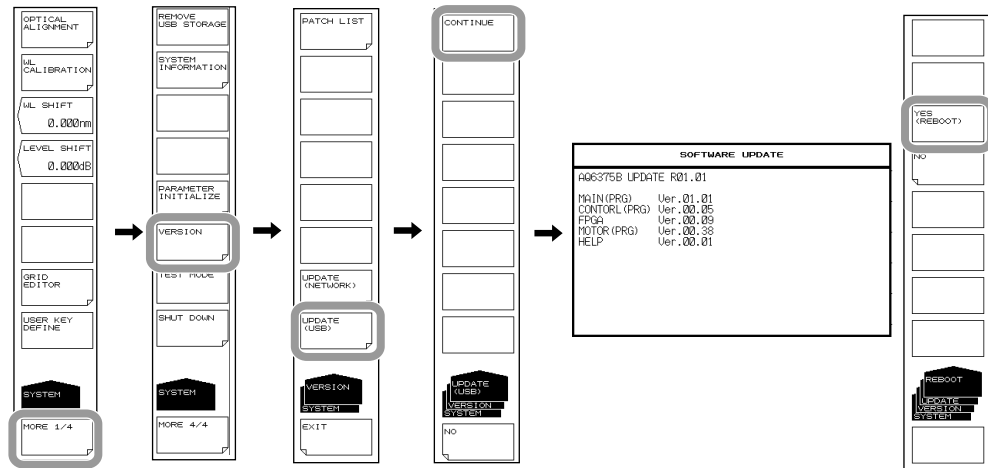 OPTICAL
ALIGNMENT
WL
CALIBRATION
WL SHIFT
0.000nm
LEVEL SHIFT
0.000dB
GRID
EDITOR
USER KEY
DEFINE
SYSTEM
MORE 1/4
REMOVE
USB STORAGE
SYSTEM
INFORMATION
PARAMETER
INITIALIZE
VERSION
TEST MODE
SHUT DOWN
SYSTEM
MORE 4/4
PATCH LIST
UPDATE
(NETWORK)
UPDATE
(USB)
VERSION
SYSTEM
EXIT
CONTINUE
UPDATE
(USB)
VERSION
SYSTEM
NO
SOFTWARE UPDATE
AQ6375B UPDATE R01.01
MAIN(PRG) Ver.01.01
CONTORL(PRG) Ver.00.05
FPGA Ver.00.09
MOTOR(PRG) Ver.00.38
HELP Ver.00.01
YES
(REBOOT)
NO
REBOOT
UPDATE
VERSION
SYSTEM